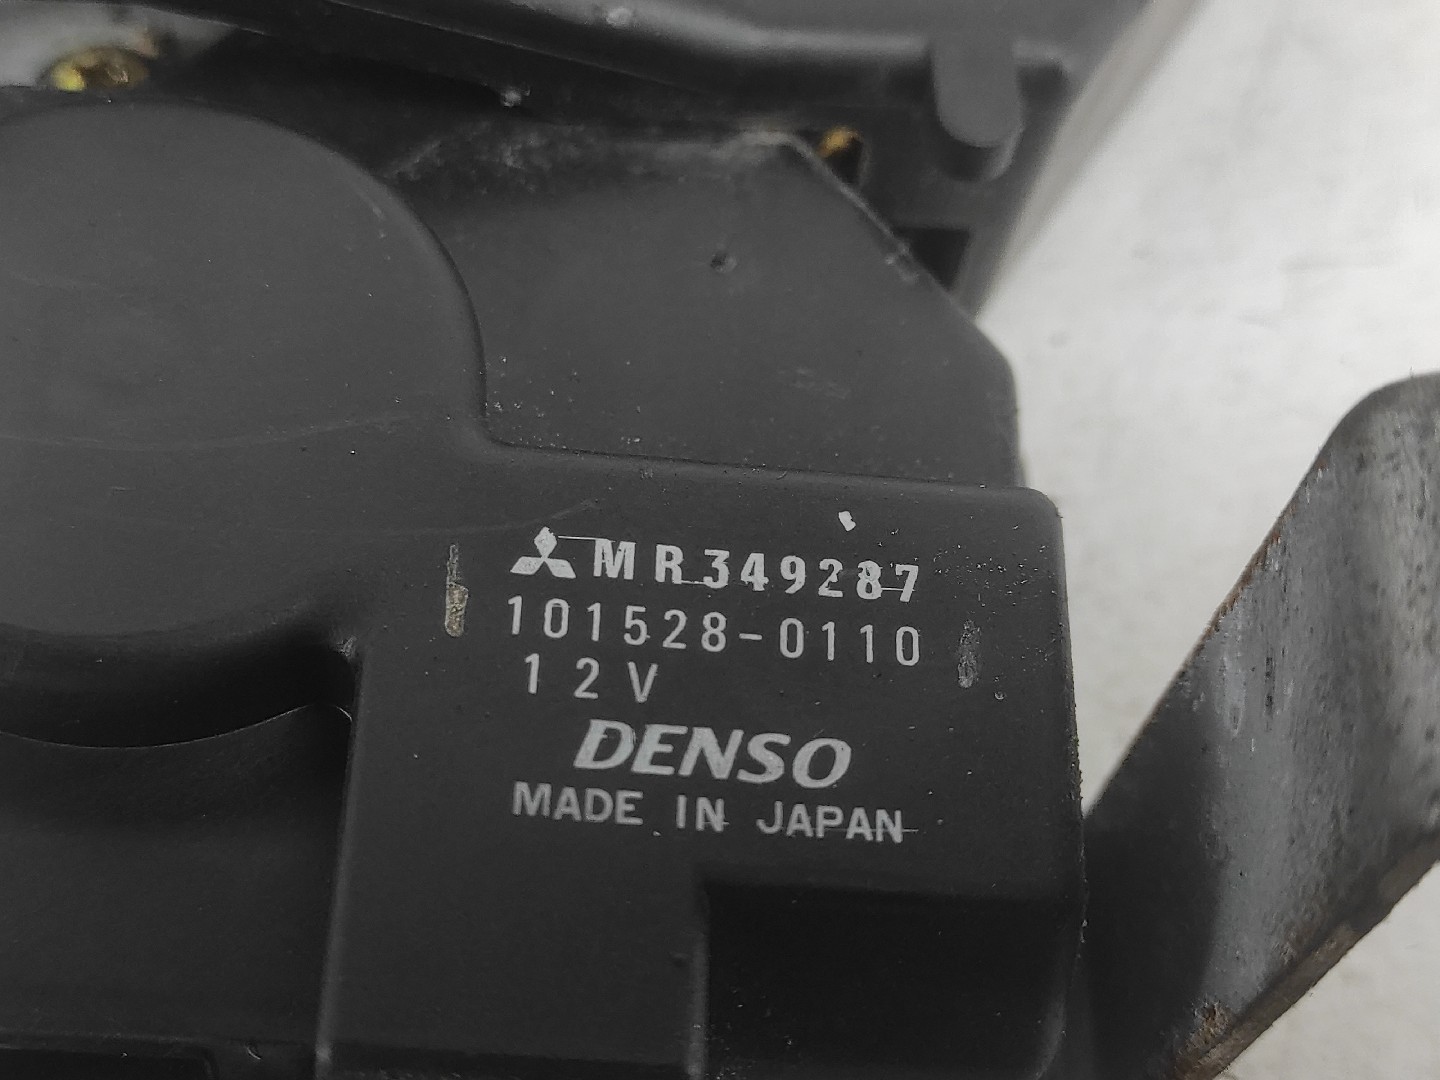 MR349287
101528-0110
12V
DENSO
MADE IN JAPAN